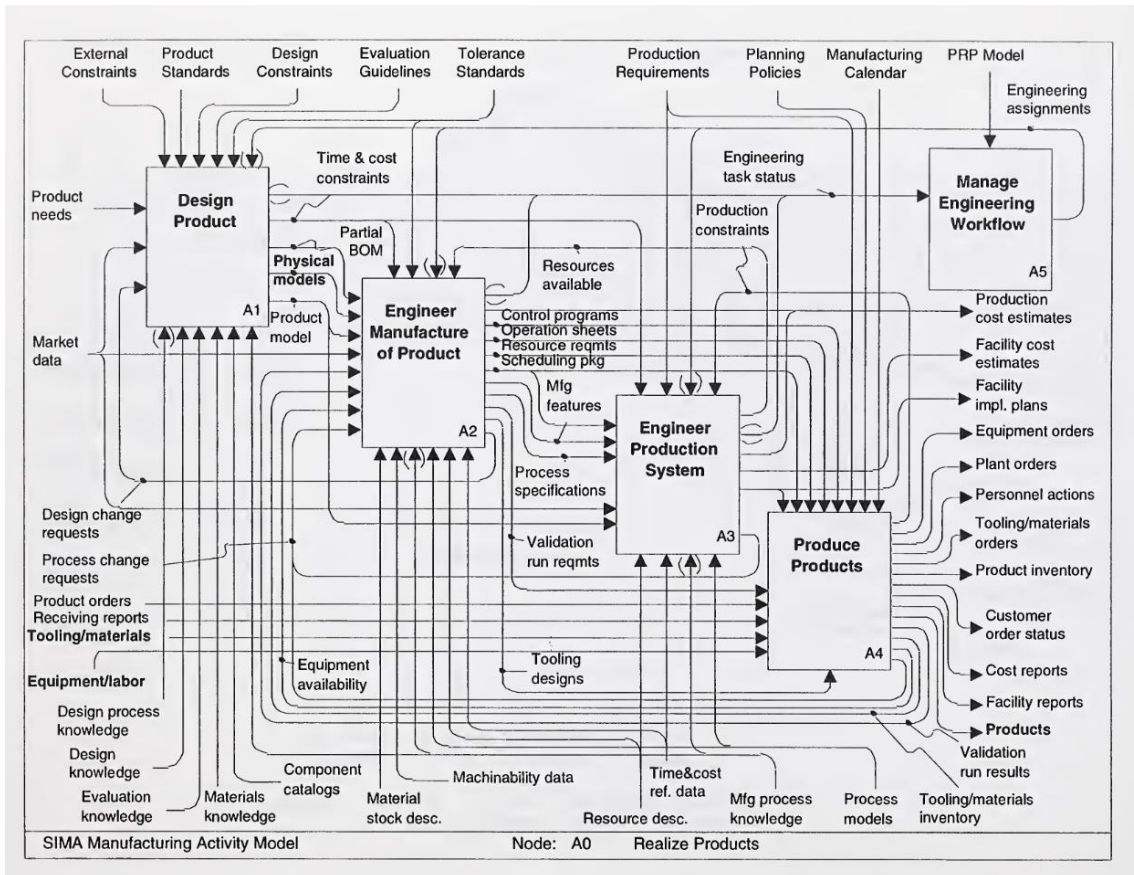 External
Constraints
Product
Standards
Design
Constraints
Evaluation
Guidelines
Tolerance
Standards
Production
Requirements
Planning
Policies
Manufacturing
Calendar
PRP Model
Engineering
assignments
Time & cost
constraints
Engineering
task status
Product
needs
Design
Product
A1
Manage
Engineering
Workflow
A5
Partial
BOM
Production
constraints
Physical
models
Resources
available
Product
model
Engineer
Manufacture
of Product
A2
Production
cost estimates
Control programs
Operation sheets
Resource reqmts
Scheduling pkg
Market
data
Facility cost
estimates
Facility
impl. plans
Mfg
features
Engineer
Production
System
A3
Equipment orders
Process
specifications
Plant orders
Personnel actions
Design change
requests
Tooling/materials
orders
Validation
run reqmts
Produce
Products
A4
Process change
requests
Product inventory
Product orders
Receiving reports
Tooling/materials
Customer
order status
Equipment/labor
Equipment
availability
Tooling
designs
Cost reports
Facility reports
Products
Design process
knowledge
Validation
run results
Design
knowledge
Component
catalogs
Machinability data
Time&cost
ref. data
Evaluation
knowledge
Materials
knowledge
Material
stock desc.
Resource desc.
Mfg process
knowledge
Process
models
Tooling/materials
inventory
SIMA Manufacturing Activity Model
Node: A0 Realize Products